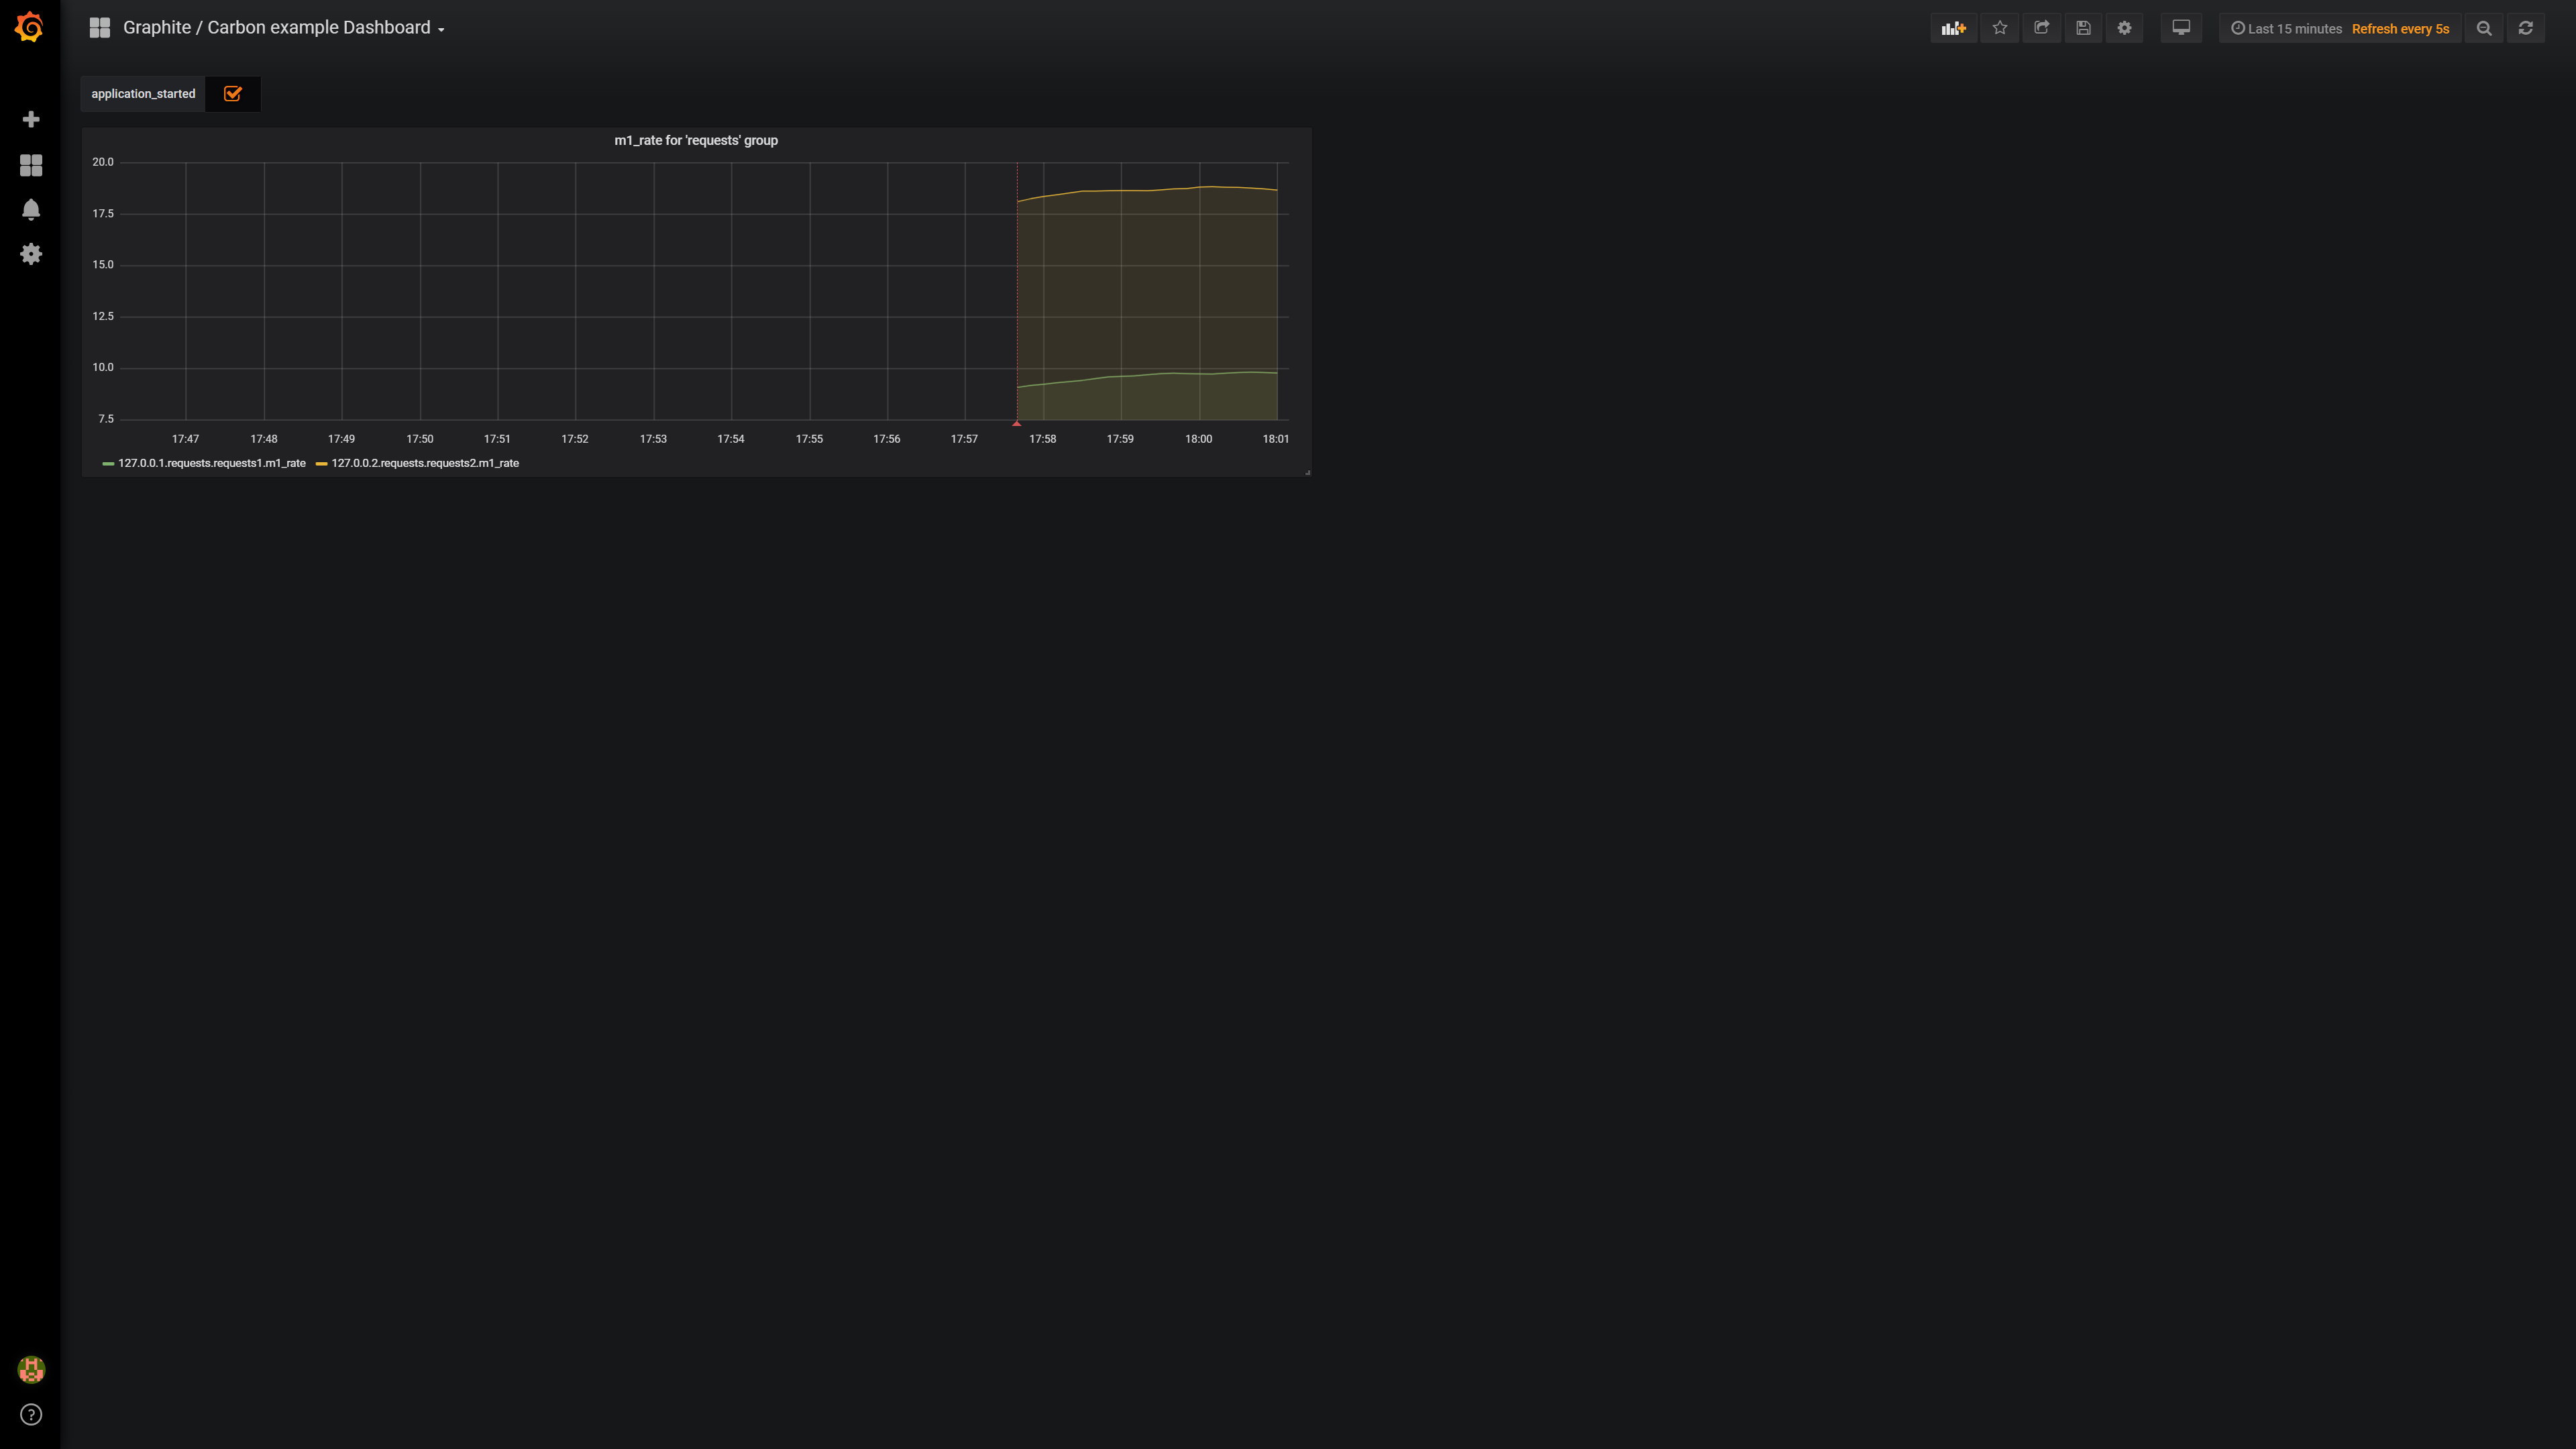 Graphite / Carbon example Dashboard
Last 15 minutes Refresh every 5s
application_started
m1_rate for 'requests' group
20.0
17.5
15.0
12.5
10.0
7.5
17:47 17:48 17:49 17:50 17:51 17:52 17:53 17:54 17:55 17:56 17:57 17:58 17:59 18:00 18:01
127.0.0.1.requests.requests1.m1_rate 127.0.0.2.requests.requests2.m1_rate
?